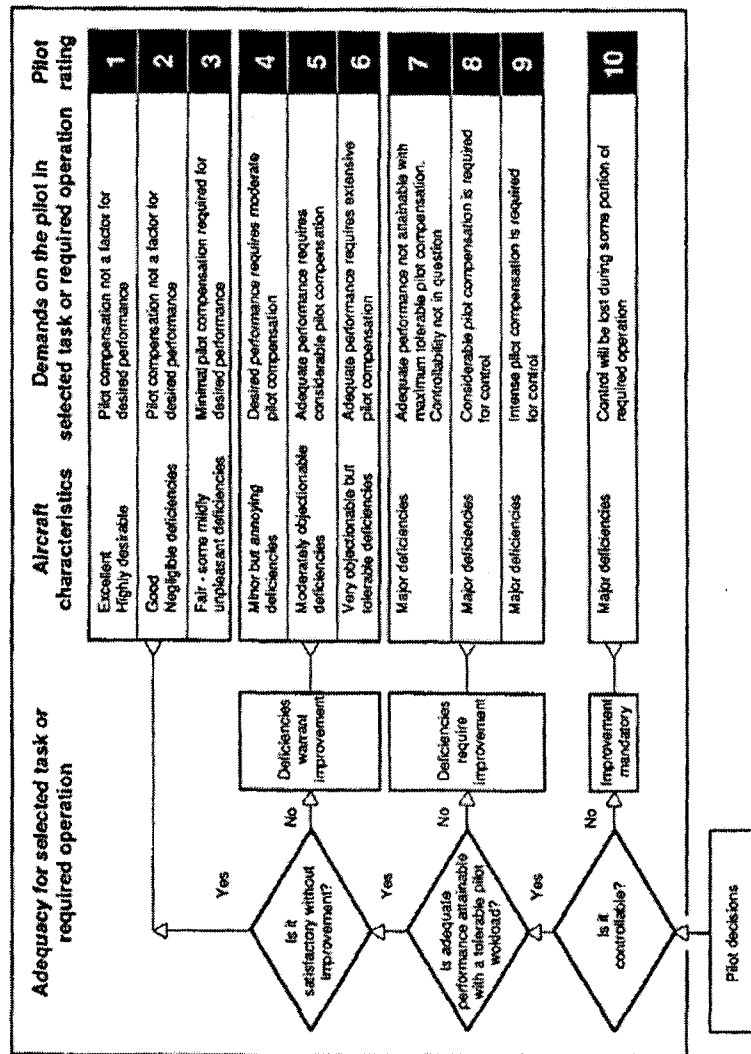 Adequacy for selected task or
required operation
Aircraft
characteristics
Demands on the pilot in
selected task or required operation
Pilot
rating
Excellent
Highly desirable
Pilot compensation not a factor for
desired performance
1
Good
Negligible deficiencies
Pilot compensation not a factor for
desired performance
2
Fair - some mildly
unpleasant deficiencies
Minimal pilot compensation required for
desired performance
3
Yes
Is it
satisfactory without
improvement?
No
Deficiencies
warrant
improvement
Minor but annoying
deficiencies
Desired performance requires moderate
pilot compensation
4
Moderately objectionable
deficiencies
Adequate performance requires
considerable pilot compensation
5
Very objectionable but
tolerable deficiencies
Adequate performance requires extensive
pilot compensation
6
Yes
Is adequate
performance attainable
with a tolerable pilot
wokload?
No
Deficiencies
require
improvement
Major deficiencies
Adequate performance not attainable with
maximum tolerable pilot compensation.
Controllability not in question
7
Major deficiencies
Considerable pilot compensation is required
for control
8
Major deficiencies
Intense pilot compensation is required
for control
9
Yes
Is it
controllable?
No
Improvement
mandatory
Major deficiencies
Control will be lost during some portion of
required operation
10
Pilot decisions